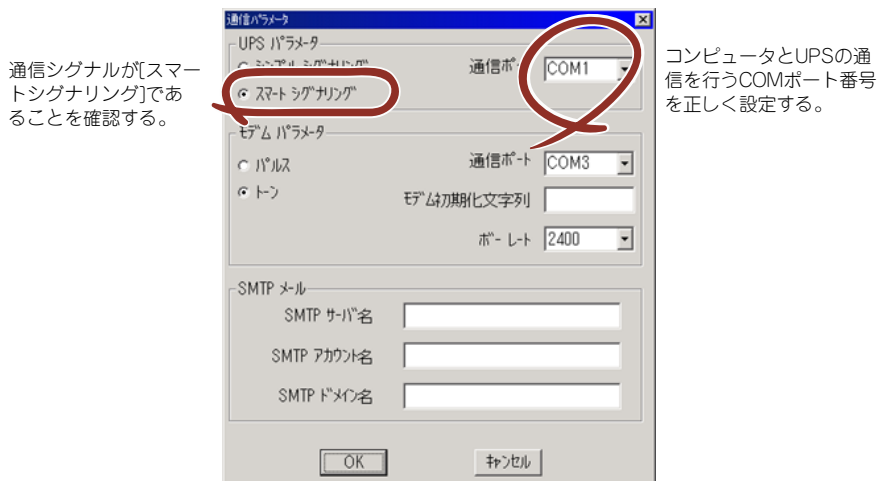 通信パラメータ
UPS パラメータ
シンプル シグナリング
通信ポート
COM1
スマート シグナリング
モデム パラメータ
パルス
通信ポート
COM3
トーン
モデム初期化文字列
ボー レート
2400
SMTP メール
SMTP サーバ名
SMTP アカウント名
SMTP ドメイン名
OK
キャンセル
通信シグナルが[スマー
トシグナリング]であ
ることを確認する。
コンピュータとUPSの通
信を行うCOMポート番号
を正しく設定する。